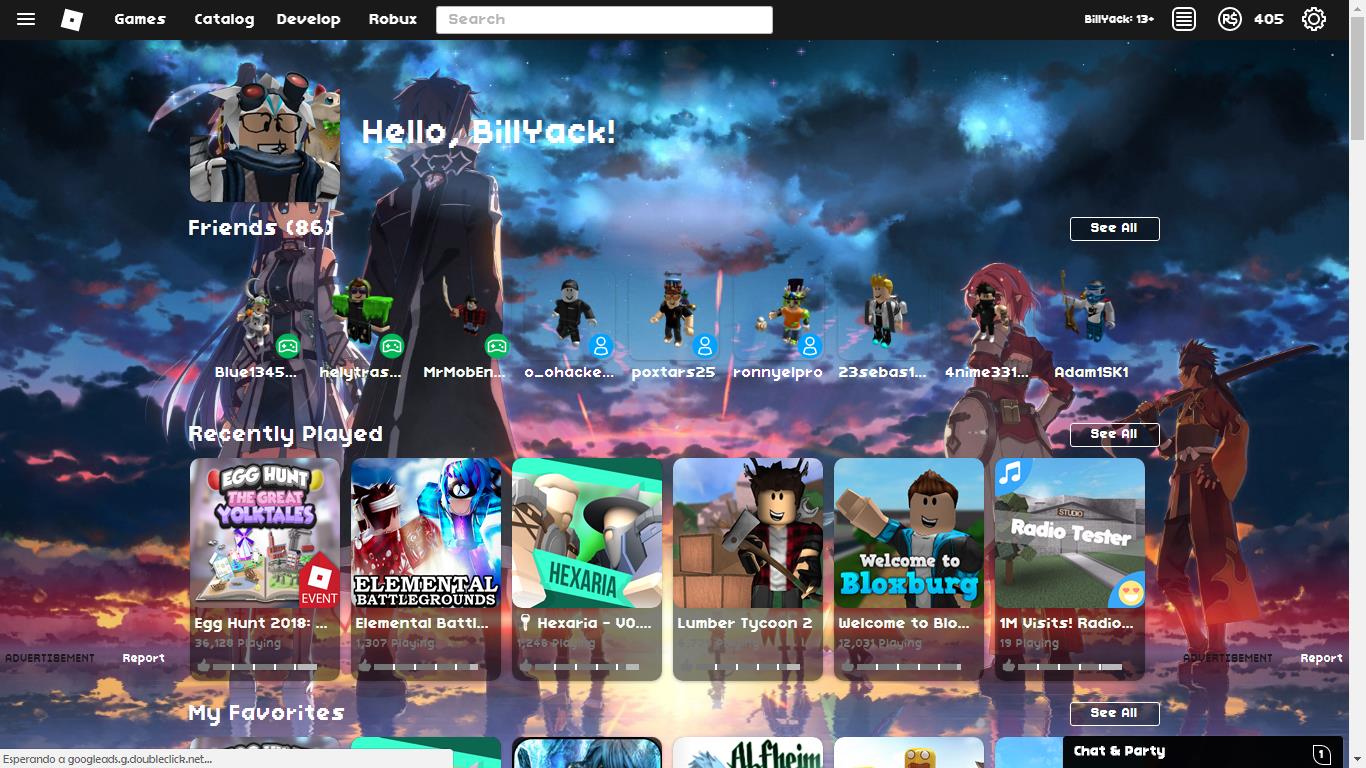 Games Catalog Develop Robux Search BillYack: 13+ R$ 405
Hello, BillYack!
Friends (86) See All
Blue1345... helytras... MrMobEn... o_ohacke... poxtars25 ronnyelpro 23sebas1... 4nime331... Adam1SK1
Recently Played See All
EGG HUNT
THE GREAT
YOLKTALES
EVENT
ELEMENTAL
BATTLEGROUNDS
HEXARIA
Welcome to
Bloxburg
STUDIO
Radio Tester
Egg Hunt 2018: ... Elemental Battl... Hexaria - V0.... Lumber Tycoon 2 Welcome to Blo... 1M Visits! Radio...
36,128 Playing 1,307 Playing 1,246 Playing Playing 12,031 Playing 19 Playing
ADVERTISEMENT Report ADVERTISEMENT Report
My Favorites See All
Alfheim
Chat & Party 1
Esperando a googleads.g.doubleclick.net...